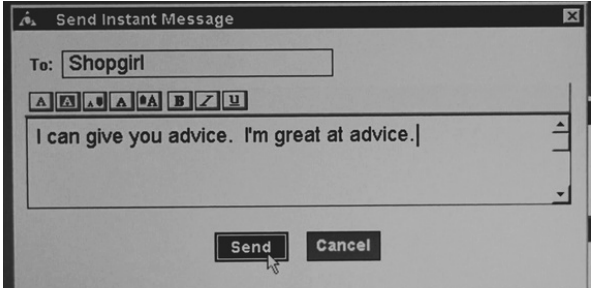 Send Instant Message
To: Shopgirl
A A A A A B I U
I can give you advice. I'm great at advice.
Send Cancel